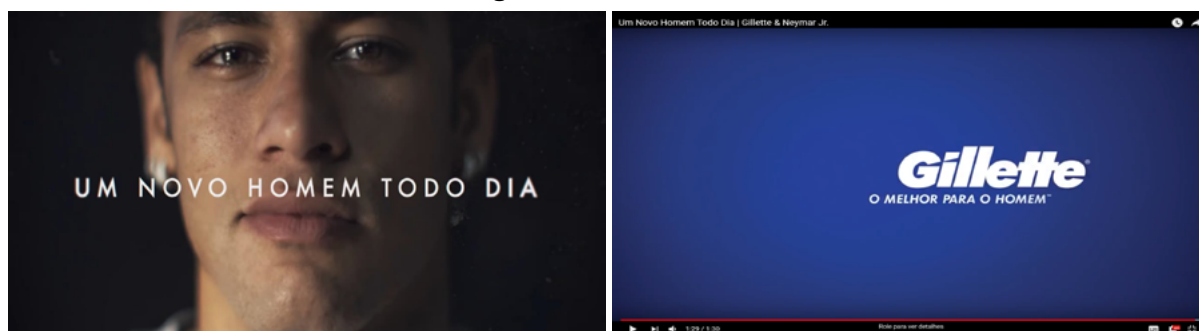 UM NOVO HOMEM TODO DIA
Um Novo Homem Todo Dia | Gillette & Neymar Jr.
Gillette®
O MELHOR PARA O HOMEM™
1:29 / 1:30
Role para ver detalhes